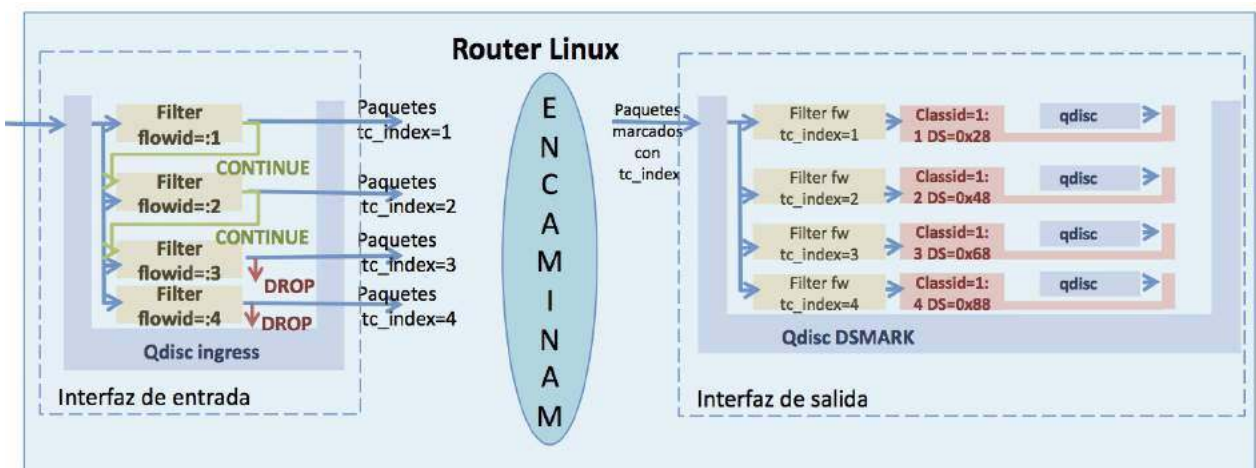 Router Linux
Filter
flowid=:1
CONTINUE
Filter
flowid=:2
CONTINUE
Filter
flowid=:3
DROP
Filter
flowid=:4
DROP
Qdisc ingress
Interfaz de entrada
Paquetes
tc_index=1
Paquetes
tc_index=2
Paquetes
tc_index=3
Paquetes
tc_index=4
E
N
C
A
M
I
N
A
M
Paquetes
marcados
con
tc_index
Filter fw
tc_index=1
Classid=1:
1 DS=0x28
qdisc
Filter fw
tc_index=2
Classid=1:
2 DS=0x48
qdisc
Filter fw
tc_index=3
Classid=1:
3 DS=0x68
qdisc
Filter fw
tc_index=4
Classid=1:
4 DS=0x88
qdisc
Qdisc DSMARK
Interfaz de salida